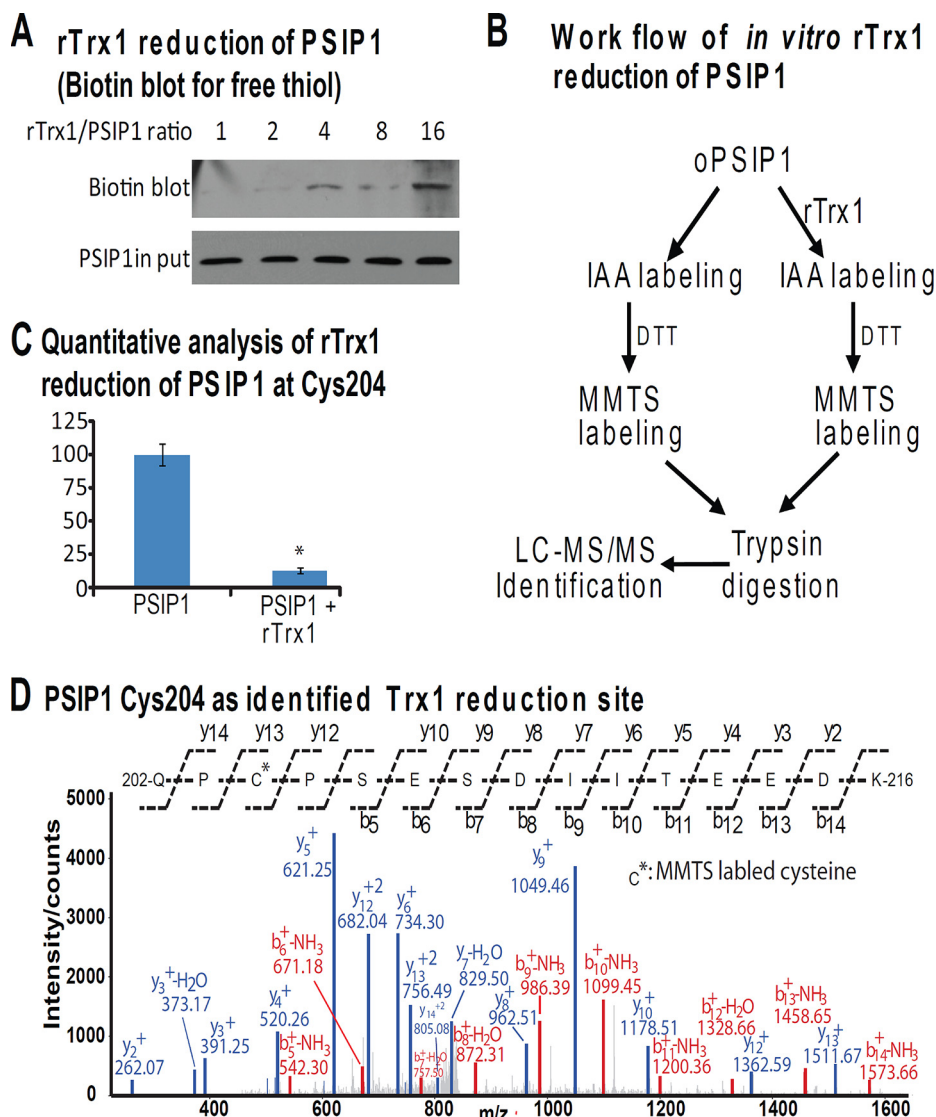 A rTrx1 reduction of PSIP1
(Biotin blot for free thiol)
rTrx1/PSIP1 ratio 1 2 4 8 16
Biotin blot
PSIP1in put
B Work flow of in vitro rTrx1
reduction of PSIP1
oPSIP1
rTrx1
IAA labeling IAA labeling
DTT DTT
MMTS MMTS
labeling labeling
LC-MS/MS Trypsin
Identification digestion
C Quantitative analysis of rTrx1
reduction of PSIP1 at Cys204
125
100
75
50
25
0
*
PSIP1 PSIP1 +
rTrx1
D PSIP1 Cys204 as identified Trx1 reduction site
y14 y13 y12 y10 y9 y8 y7 y6 y5 y4 y3 y2
202-Q P C* P S E S D I I T E E D K-216
b5 b6 b7 b8 b9 b10 b11 b12 b13 b14
C*: MMTS labled cysteine
Intensity/counts
5000
4000
3000
2000
1000
0
y2+
262.07
y3+-H2O
373.17
y3+
391.25
y4+
520.26
b5+-NH3
542.30
y5+
621.25
b6+-NH3
671.18
y12+2
682.04
y6+
734.30
y13+2
756.49
b7+-H2O
757.50
y14+2
805.08
y7-H2O
829.50
b8+-H2O
872.31
y8+
962.51
b9+-NH3
986.39
y9+
1049.46
b10+-NH3
1099.45
y10+
1178.51
b11+-NH3
1200.36
b12+-H2O
1328.66
y12+
1362.59
b13+-NH3
1458.65
y13+
1511.67
b14+-NH3
1573.66
400 600 800 1000 1200 1400 1600
m/z